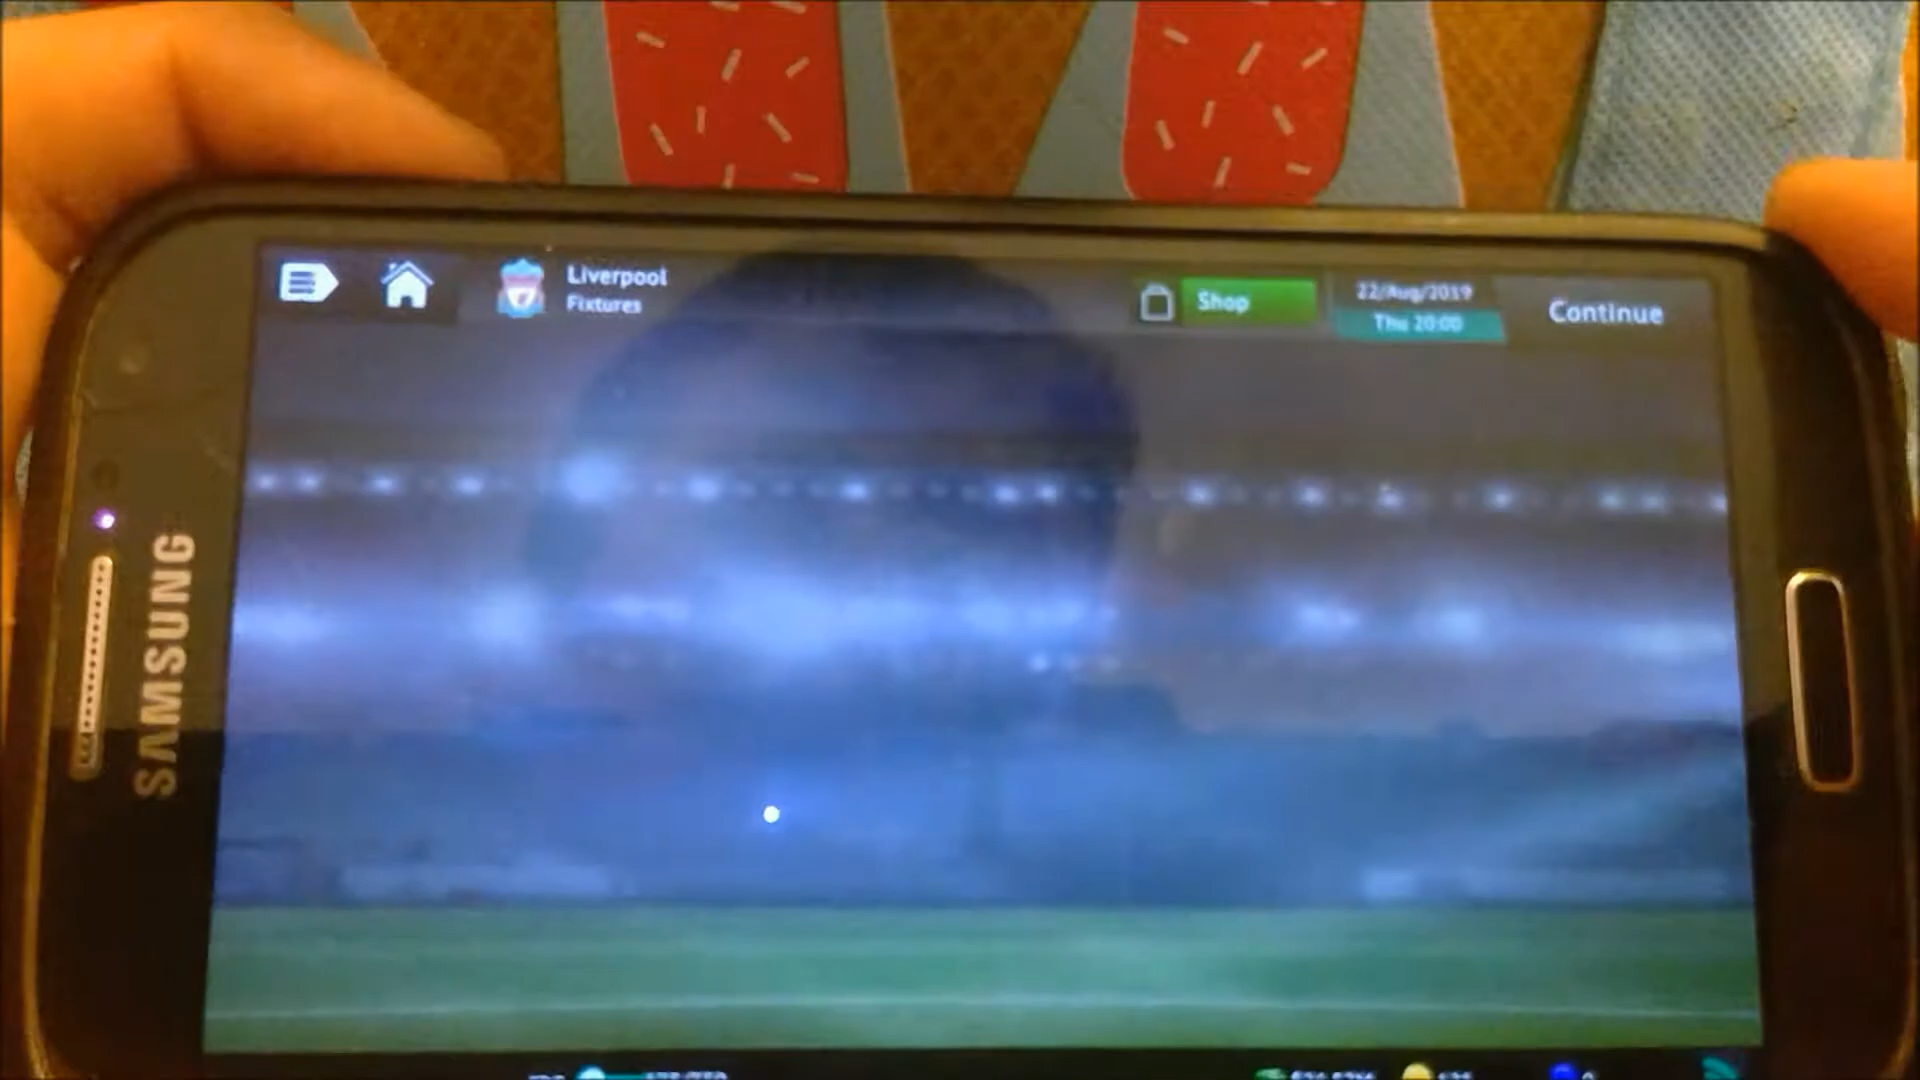 Liverpool
Fixtures
Shop
22/Aug/2019
Thu 20:00
Continue
SAMSUNG